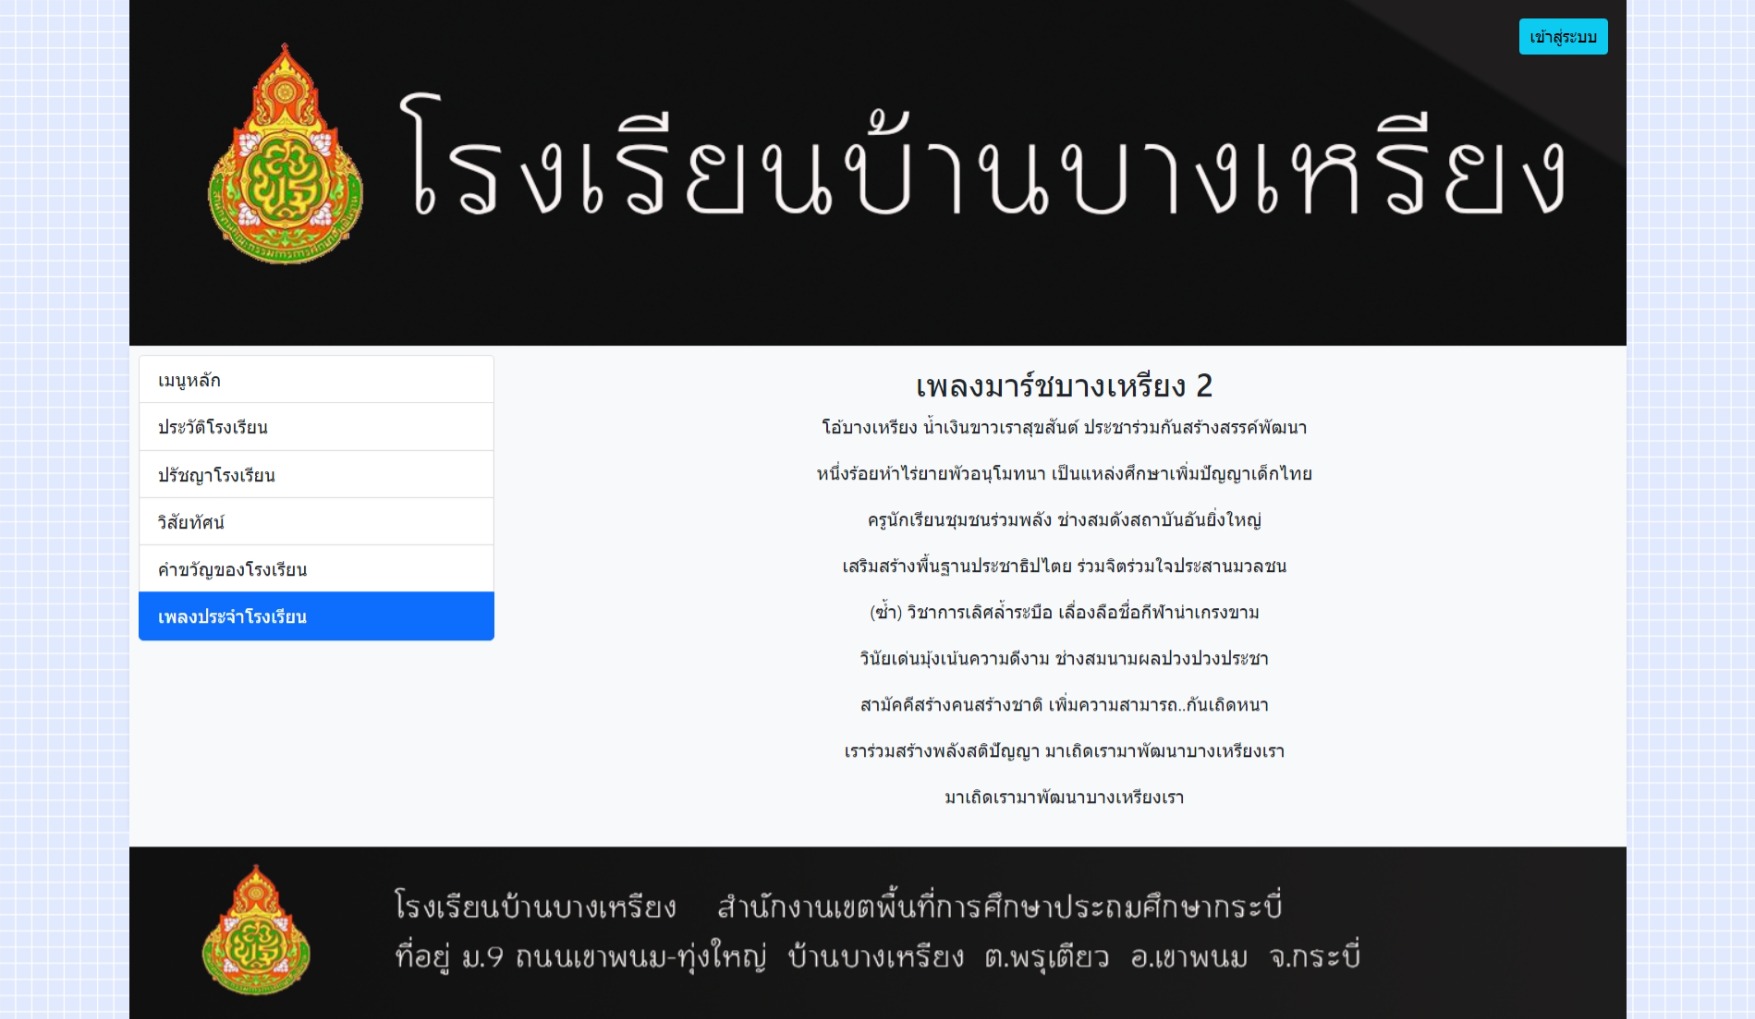 เข้าสู่ระบบ
โรงเรียนบ้านบางเหรียง
เมนูหลัก
ประวัติโรงเรียน
ปรัชญาโรงเรียน
วิสัยทัศน์
คำขวัญของโรงเรียน
เพลงประจำโรงเรียน
เพลงมาร์ชบางเหรียง 2
โอ้บางเหรียง น้ำเงินขาวเราสุขสันต์ ประชาร่วมกันสร้างสรรค์พัฒนา
หนึ่งร้อยห้าไร่ยายพัวอนุโมทนา เป็นแหล่งศึกษาเพิ่มปัญญาเด็กไทย
ครูนักเรียนชุมชนร่วมพลัง ช่างสมดังสถาบันอันยิ่งใหญ่
เสริมสร้างพื้นฐานประชาธิปไตย ร่วมจิตร่วมใจประสานมวลชน
(ซ้ำ) วิชาการเลิศล้ำระบือ เลื่องลือชื่อกีฬาน่าเกรงขาม
วินัยเด่นมุ้งเน้นความดีงาม ช่างสมนามผลปวงปวงประชา
สามัคคีสร้างคนสร้างชาติ เพิ่มความสามารถ..กันเถิดหนา
เราร่วมสร้างพลังสติปัญญา มาเถิดเรามาพัฒนาบางเหรียงเรา
มาเถิดเรามาพัฒนาบางเหรียงเรา
โรงเรียนบ้านบางเหรียง สำนักงานเขตพื้นที่การศึกษาประถมศึกษากระบี่
ที่อยู่ ม.9 ถนนเขาพนม-ทุ่งใหญ่ บ้านบางเหรียง ต.พรุเตียว อ.เขาพนม จ.กระบี่